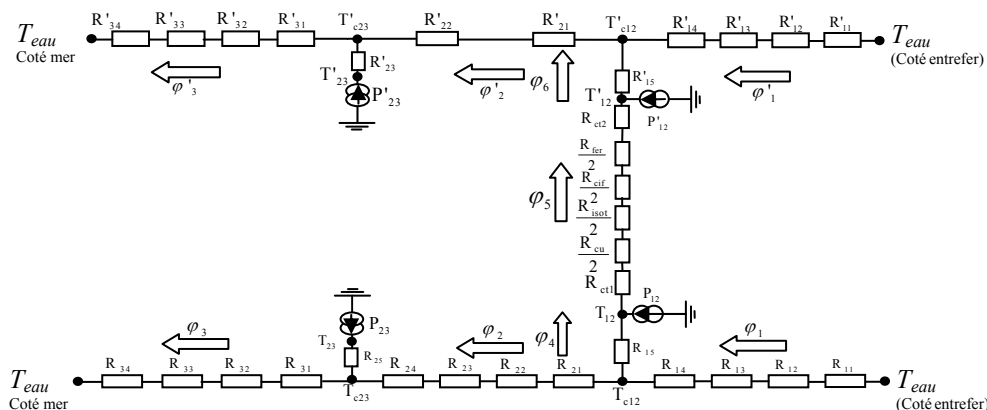 R'34 R'33 R'32 R'31 T'c23 R'22 R'21 T'c12 R'14 R'13 R'12 R'11
T_eau T_eau
Coté mer (Coté entrefer)
R'23 R'15
φ'3 T'23 φ'2 φ6 φ'1
P'23 T'12
P'12
R_ct2
R_fer
2
R_cif
φ5 2
R_isot
2
R_cu
2
R_ct1
P12
P23 T12
φ3 T23 φ2 φ4 φ1
R25 R15
R34 R33 R32 R31 R24 R23 R22 R21 R14 R13 R12 R11
T_eau T_c23 T_c12 T_eau
Coté mer (Coté entrefer)